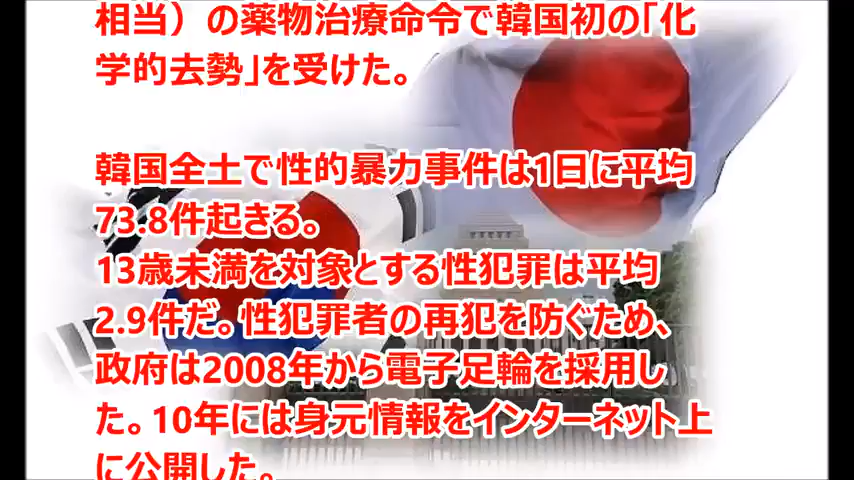 相当）の薬物治療命令で韓国初の「化
学的去勢」を受けた。
韓国全土で性的暴力事件は1日に平均
73.8件起きる。
13歳未満を対象とする性犯罪は平均
2.9件だ。性犯罪者の再犯を防ぐため、
政府は2008年から電子足輪を採用し
た。10年には身元情報をインターネット上
に公開した。